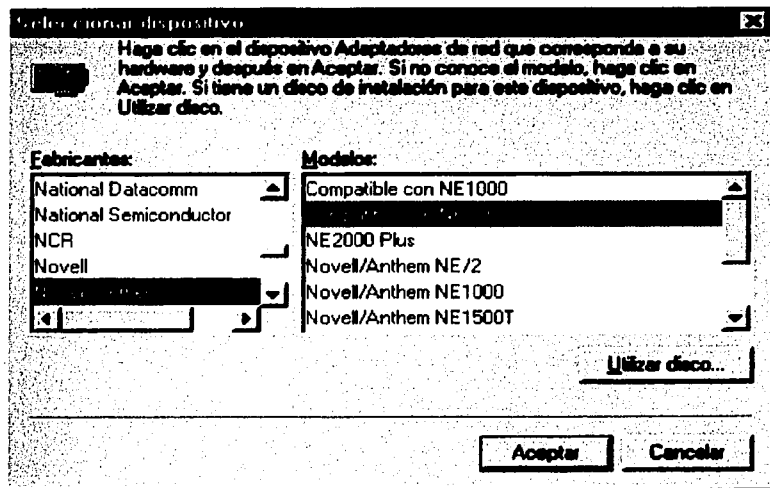 Seleccionar dispositivo
Haga clic en el dispositivo Adaptadores de red que corresponda a su
hardware y después en Aceptar. Si no conoce el modelo, haga clic en
Aceptar. Si tiene un disco de instalación para este dispositivo, haga clic en
Utilizar disco.
Fabricantes:
National Datacomm
National Semiconductor
NCR
Novell
Modelos:
Compatible con NE1000
NE2000 Plus
Novell/Anthem NE/2
Novell/Anthem NE1000
Novell/Anthem NE1500T
Utilizar disco...
Aceptar
Cancelar